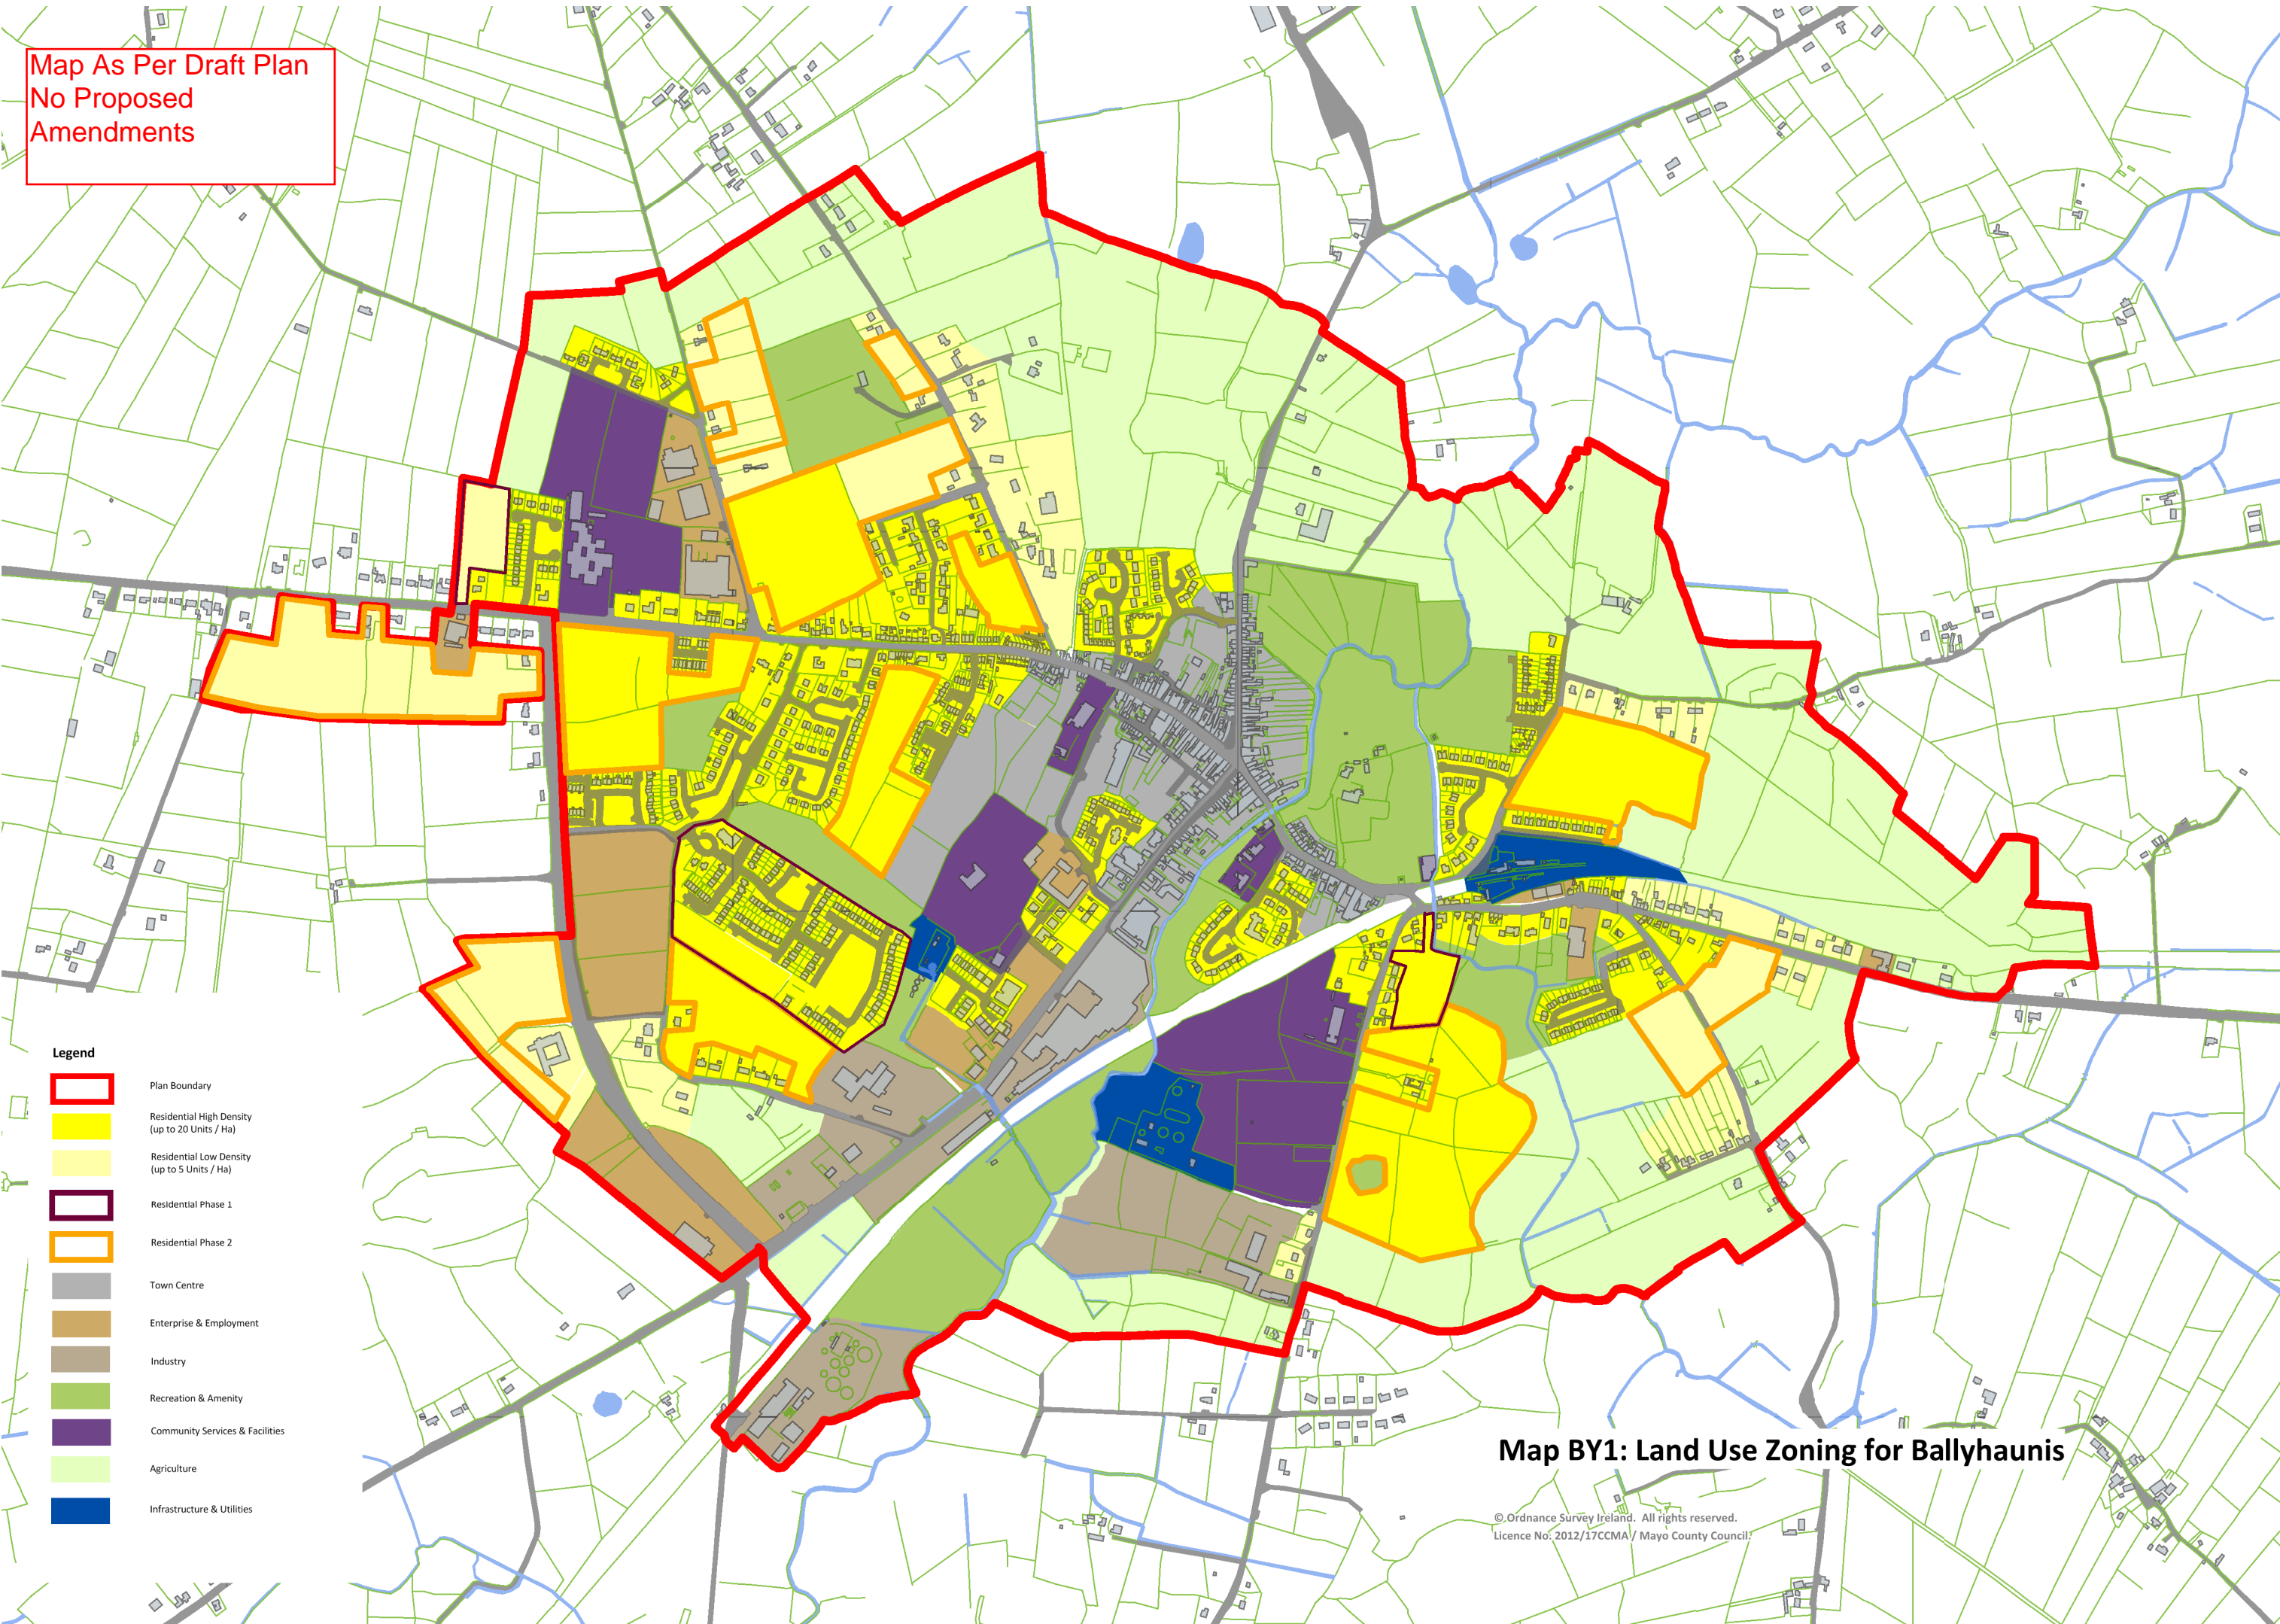 Map As Per Draft Plan
No Proposed
Amendments
Legend
Plan Boundary
Residential High Density
(up to 20 Units / Ha)
Residential Low Density
(up to 5 Units / Ha)
Residential Phase 1
Residential Phase 2
Town Centre
Enterprise & Employment
Industry
Recreation & Amenity
Community Services & Facilities
Agriculture
Infrastructure & Utilities
Map BY1: Land Use Zoning for Ballyhaunis
© Ordnance Survey Ireland. All rights reserved.
Licence No. 2012/17CCMA / Mayo County Council.